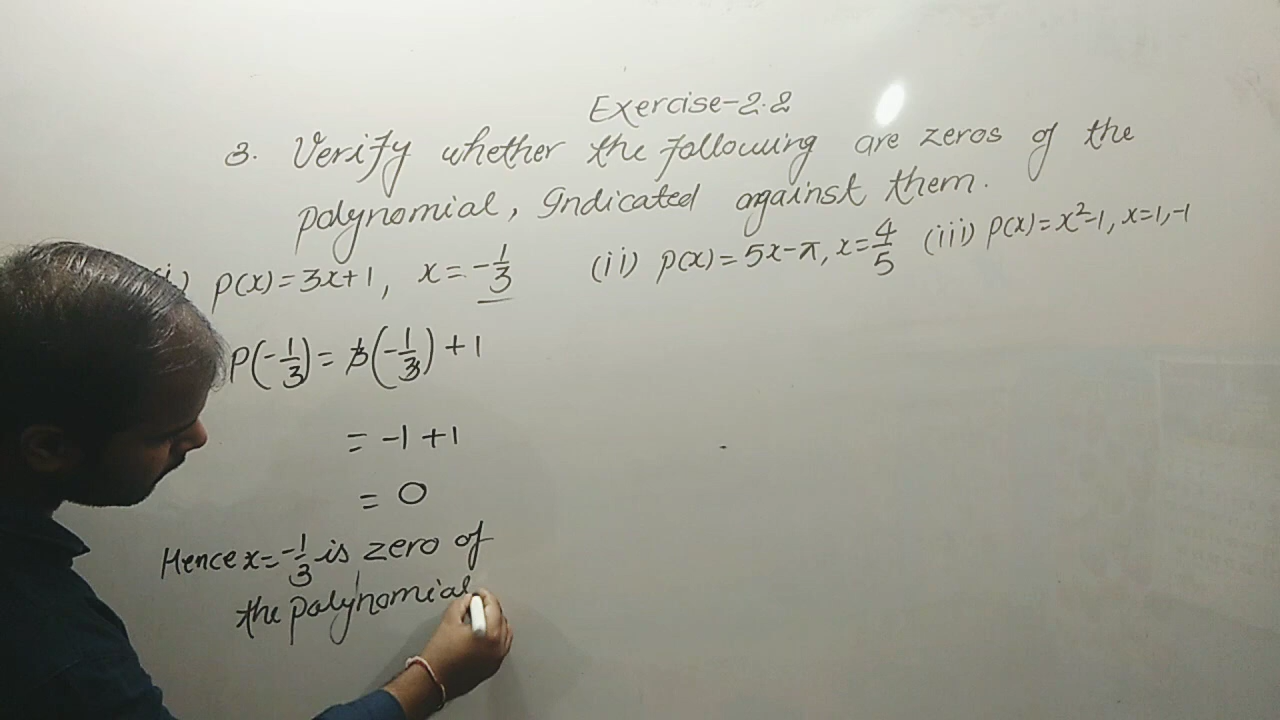 Exercise-2.2
3. Verify whether the following are zeros of the
polynomial, Indicated against them.
(i) p(x)=3x+1, x=-1/3 (ii) p(x)=5x-π, x=4/5 (iii) p(x)=x²-1, x=1,-1
P(-1/3)=3(-1/3)+1
= -1+1
= 0
Hence x=-1/3 is zero of
the polynomial